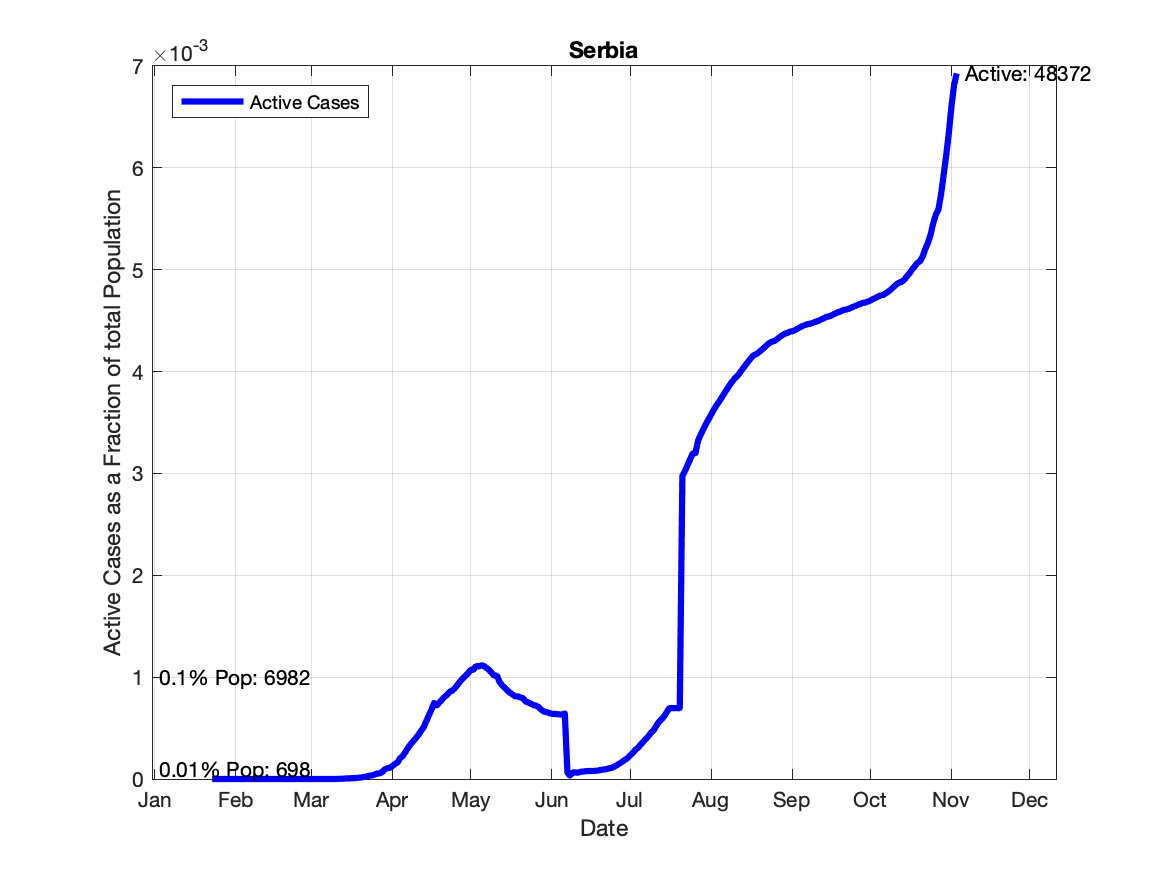 Serbia
×10-3
Active Cases
Active: 48372
7
6
5
4
3
2
1
0
Active Cases as a Fraction of total Population
0.1% Pop: 6982
0.01% Pop: 698
Jan Feb Mar Apr May Jun Jul Aug Sep Oct Nov Dec
Date